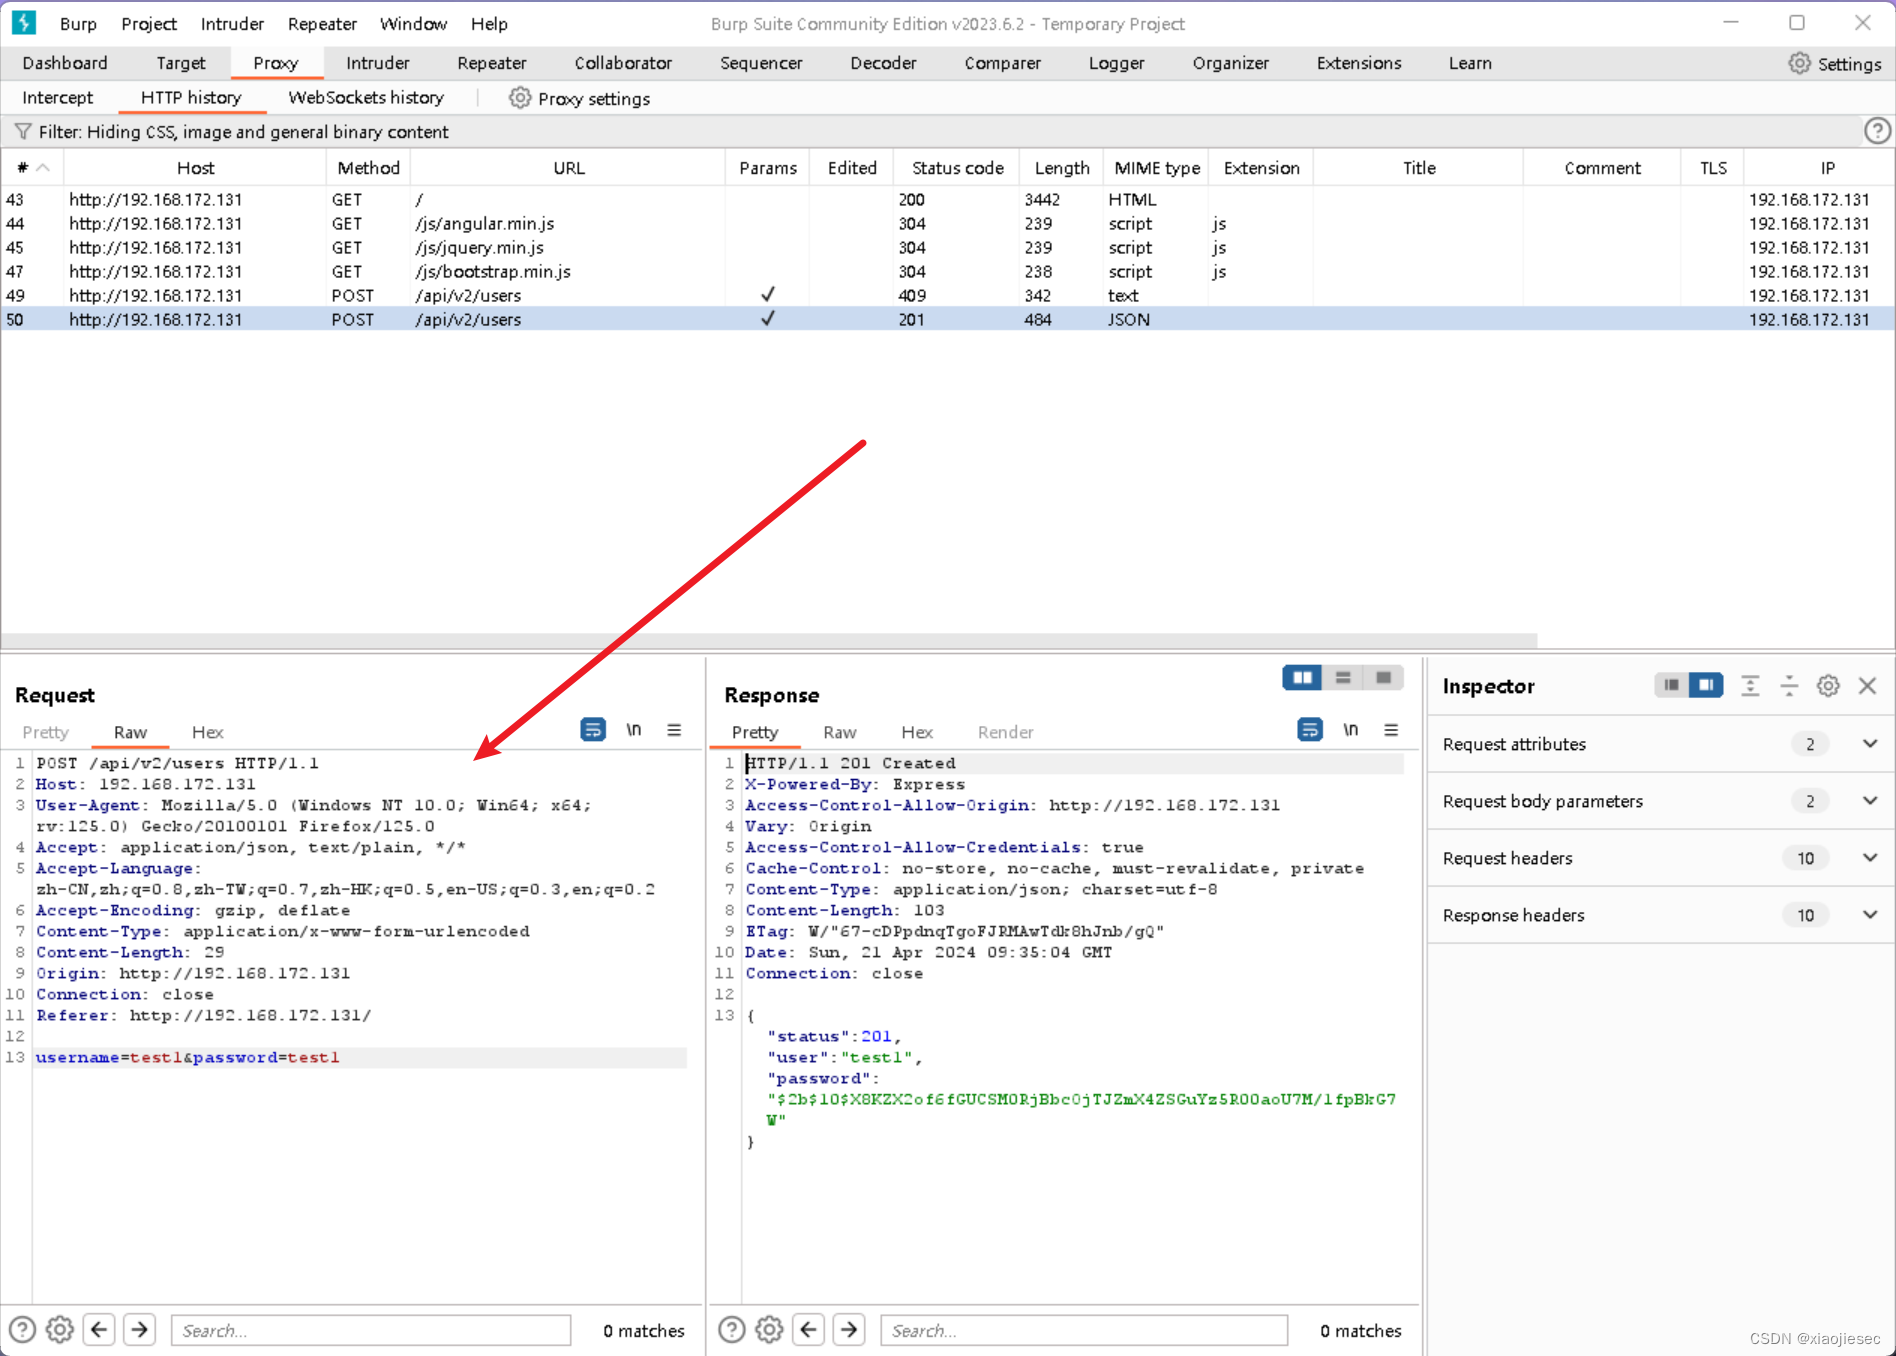 Burp Project Intruder Repeater Window Help Burp Suite Community Edition v2023.6.2 - Temporary Project
Dashboard Target Proxy Intruder Repeater Collaborator Sequencer Decoder Comparer Logger Organizer Extensions Learn Settings
Intercept HTTP history WebSockets history Proxy settings
Filter: Hiding CSS, image and general binary content
# Host Method URL Params Edited Status code Length MIME type Extension Title Comment TLS IP
43 http://192.168.172.131 GET / 200 3442 HTML 192.168.172.131
44 http://192.168.172.131 GET /js/angular.min.js 304 239 script js 192.168.172.131
45 http://192.168.172.131 GET /js/jquery.min.js 304 239 script js 192.168.172.131
47 http://192.168.172.131 GET /js/bootstrap.min.js 304 238 script js 192.168.172.131
49 http://192.168.172.131 POST /api/v2/users ✓ 409 342 text 192.168.172.131
50 http://192.168.172.131 POST /api/v2/users ✓ 201 484 JSON 192.168.172.131
Request
Pretty Raw Hex \n
1 POST /api/v2/users HTTP/1.1
2 Host: 192.168.172.131
3 User-Agent: Mozilla/5.0 (Windows NT 10.0; Win64; x64;
rv:125.0) Gecko/20100101 Firefox/125.0
4 Accept: application/json, text/plain, */*
5 Accept-Language:
zh-CN,zh;q=0.8,zh-TW;q=0.7,zh-HK;q=0.5,en-US;q=0.3,en;q=0.2
6 Accept-Encoding: gzip, deflate
7 Content-Type: application/x-www-form-urlencoded
8 Content-Length: 29
9 Origin: http://192.168.172.131
10 Connection: close
11 Referer: http://192.168.172.131/
12
13 username=test1&password=test1
Search... 0 matches
Response
Pretty Raw Hex Render \n
1 HTTP/1.1 201 Created
2 X-Powered-By: Express
3 Access-Control-Allow-Origin: http://192.168.172.131
4 Vary: Origin
5 Access-Control-Allow-Credentials: true
6 Cache-Control: no-store, no-cache, must-revalidate, private
7 Content-Type: application/json; charset=utf-8
8 Content-Length: 103
9 ETag: W/"67-cDPpdnqTgoFJRMAwTdk8hJnb/gQ"
10 Date: Sun, 21 Apr 2024 09:35:04 GMT
11 Connection: close
12
13 {
"status":201,
"user":"test1",
"password":
"$2b$10$X8KZX2of6fGUCSM0RjBbc0jTJZmX4ZSGuYz5R00aoU7M/1fpBkG7
W"
}
Search... 0 matches
Inspector
Request attributes 2
Request body parameters 2
Request headers 10
Response headers 10
CSDN @xiaojiesec